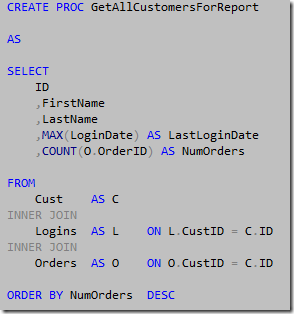 CREATE PROC GetAllCustomersForReport
AS
SELECT
ID
,FirstName
,LastName
,MAX(LoginDate) AS LastLoginDate
,COUNT(O.OrderID) AS NumOrders
FROM
Cust AS C
INNER JOIN
Logins AS L ON L.CustID = C.ID
INNER JOIN
Orders AS O ON O.CustID = C.ID
ORDER BY NumOrders DESC